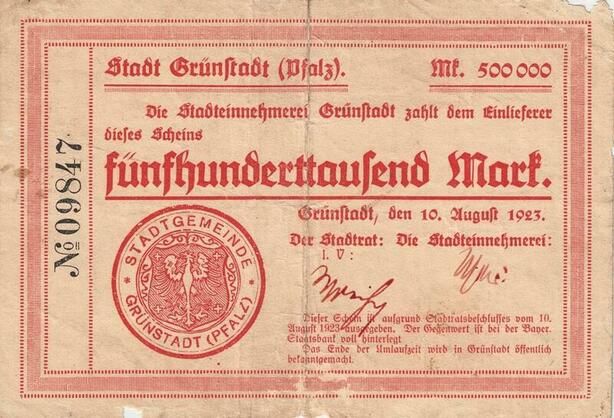 Stadt Grünstadt (Pfalz). Mk. 500 000
Die Stadteinnehmerei Grünstadt zahlt dem Einlieferer
dieses Scheins
fünfhunderttausend Mark.
Grünstadt, den 10. August 1923.
Der Stadtrat: Die Stadteinnehmerei:
I. V:
Dieser Schein ist aufgrund Stadtratsbeschlusses vom 10.
August 1923 ausgegeben. Der Gegenwert ist bei der Bayer.
Staatsbank voll hinterlegt
Das Ende der Umlaufzeit wird in Grünstadt öffentlich
bekanntgemacht.
No 09847
* STADTGEMEINDE *
GRÜNSTADT (PFALZ)